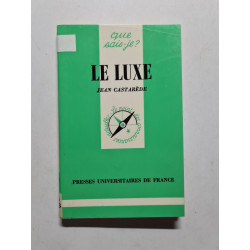 que
sais-je?
LE LUXE
JEAN CASTARÈDE
PRESSES UNIVERSITAIRES DE FRANCE